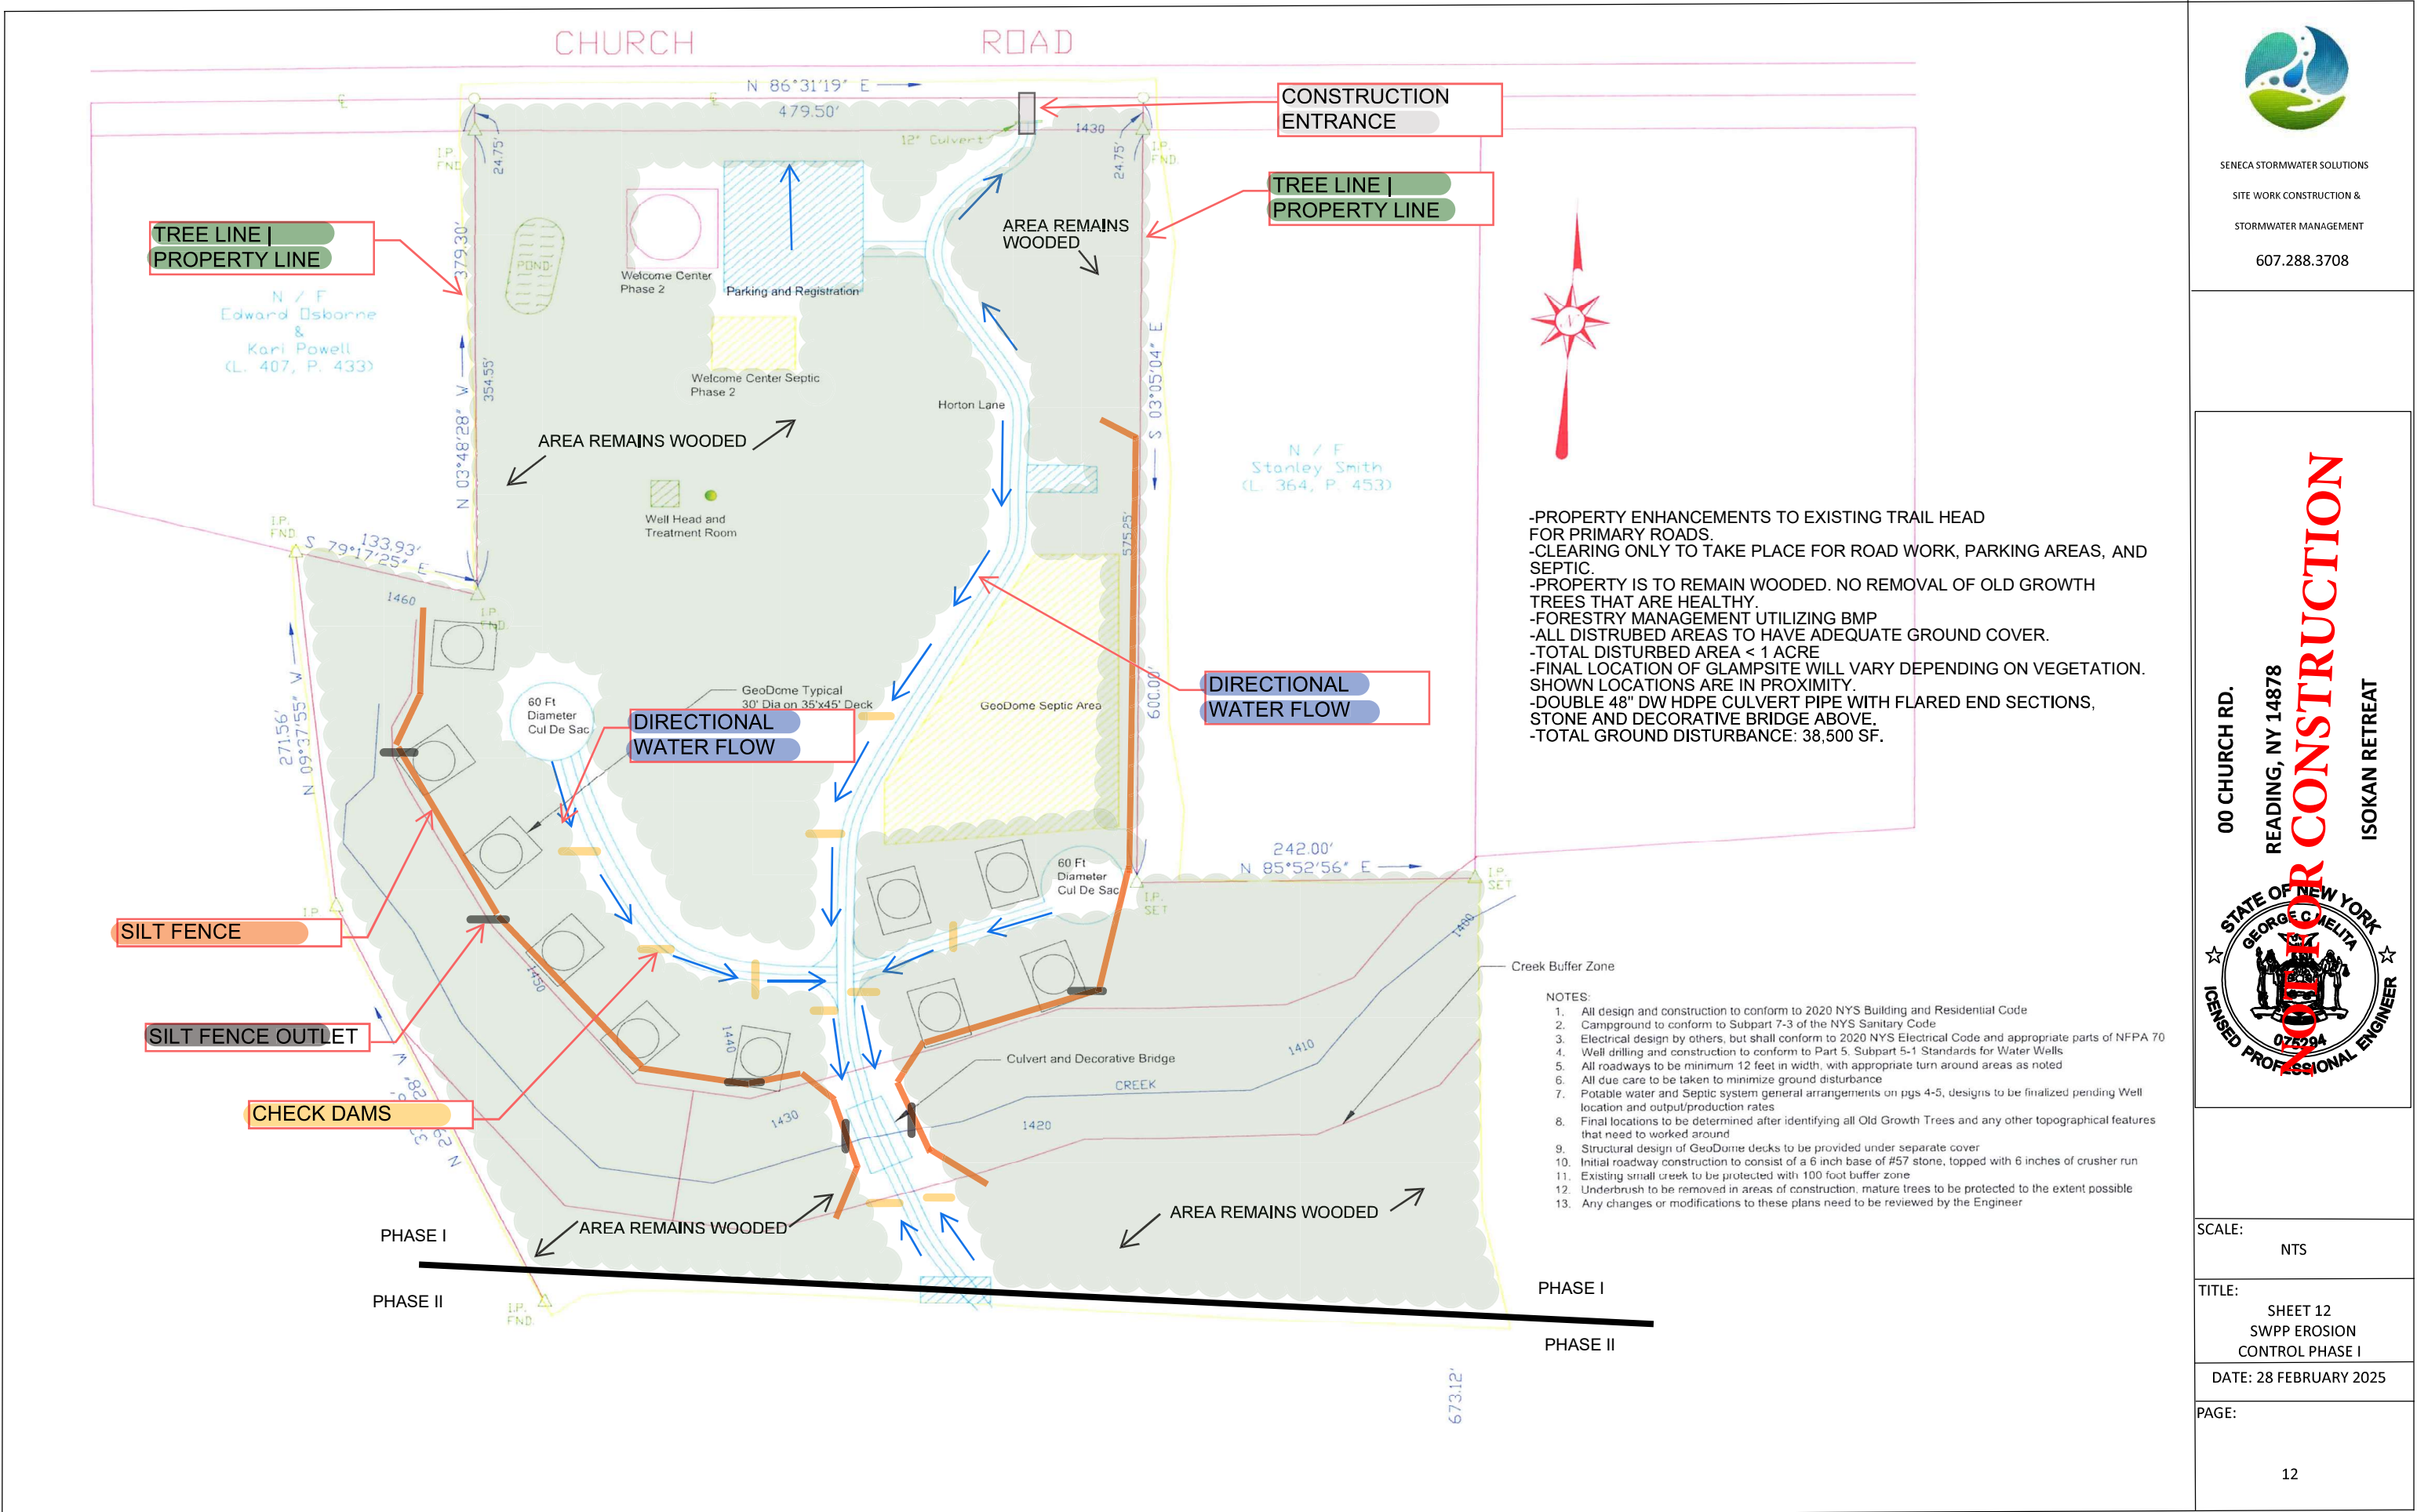 CHURCH ROAD
N 86°31'19" E
479.50'
CONSTRUCTION
ENTRANCE
12" Culvert
1430
24.75'
24.75'
I.P.
FND.
I.P.
FND.
TREE LINE |
PROPERTY LINE
TREE LINE |
PROPERTY LINE
AREA REMAINS
WOODED
379.30'
POND
Welcome Center
Phase 2
Parking and Registration
N / F
Edward Osborne
&
Karl Powell
(L. 407, P. 433)
N 03°48'28" W
354.55'
Welcome Center Septic
Phase 2
Horton Lane
S 03°05'04" E
AREA REMAINS WOODED
N / F
Stanley Smith
(L. 364, P. 453)
Well Head and
Treatment Room
575.25'
I.P.
FND.
133.93'
S 79°17'25" E
1460
I.P.
FND.
-PROPERTY ENHANCEMENTS TO EXISTING TRAIL HEAD
FOR PRIMARY ROADS.
-CLEARING ONLY TO TAKE PLACE FOR ROAD WORK, PARKING AREAS, AND
SEPTIC.
-PROPERTY IS TO REMAIN WOODED. NO REMOVAL OF OLD GROWTH
TREES THAT ARE HEALTHY.
-FORESTRY MANAGEMENT UTILIZING BMP
-ALL DISTRUBED AREAS TO HAVE ADEQUATE GROUND COVER.
-TOTAL DISTURBED AREA < 1 ACRE
-FINAL LOCATION OF GLAMPSITE WILL VARY DEPENDING ON VEGETATION.
SHOWN LOCATIONS ARE IN PROXIMITY.
-DOUBLE 48" DW HDPE CULVERT PIPE WITH FLARED END SECTIONS,
STONE AND DECORATIVE BRIDGE ABOVE.
-TOTAL GROUND DISTURBANCE: 38,500 SF.
271.56'
N 09°37'55" W
60 Ft
Diameter
Cul De Sac
GeoDome Typical
30' Dia on 35'x45' Deck
DIRECTIONAL
WATER FLOW
GeoDome Septic Area
600.00'
DIRECTIONAL
WATER FLOW
60 Ft
Diameter
Cul De Sac
242.00'
N 85°52'56" E
I.P.
SET
I.P.
SET
I.P.
SILT FENCE
1450
1400
SILT FENCE OUTLET
1440
Creek Buffer Zone
Culvert and Decorative Bridge
1410
CREEK
CHECK DAMS
1430
1420
NOTES:
1. All design and construction to conform to 2020 NYS Building and Residential Code
2. Campground to conform to Subpart 7-3 of the NYS Sanitary Code
3. Electrical design by others, but shall conform to 2020 NYS Electrical Code and appropriate parts of NFPA 70
4. Well drilling and construction to conform to Part 5, Subpart 5-1 Standards for Water Wells
5. All roadways to be minimum 12 feet in width, with appropriate turn around areas as noted
6. All due care to be taken to minimize ground disturbance
7. Potable water and Septic system general arrangements on pgs 4-5, designs to be finalized pending Well
location and output/production rates
8. Final locations to be determined after identifying all Old Growth Trees and any other topographical features
that need to worked around
9. Structural design of GeoDome decks to be provided under separate cover
10. Initial roadway construction to consist of a 6 inch base of #57 stone, topped with 6 inches of crusher run
11. Existing small creek to be protected with 100 foot buffer zone
12. Underbrush to be removed in areas of construction, mature trees to be protected to the extent possible
13. Any changes or modifications to these plans need to be reviewed by the Engineer
AREA REMAINS WOODED
AREA REMAINS WOODED
PHASE I
PHASE II
I.P.
FND.
PHASE I
PHASE II
673.12'
SENECA STORMWATER SOLUTIONS
SITE WORK CONSTRUCTION &
STORMWATER MANAGEMENT
607.288.3708
00 CHURCH RD.
READING, NY 14878
NOT FOR CONSTRUCTION
ISOKAN RETREAT
STATE OF NEW YORK
GEORGE C MELITA
075294
LICENSED PROFESSIONAL ENGINEER
SCALE:
NTS
TITLE:
SHEET 12
SWPP EROSION
CONTROL PHASE I
DATE: 28 FEBRUARY 2025
PAGE:
12